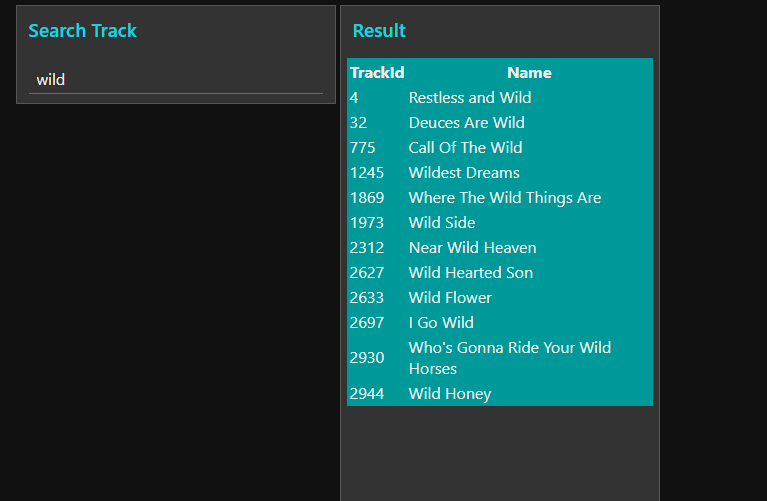 Search Track
wild
Result
TrackId Name
4 Restless and Wild
32 Deuces Are Wild
775 Call Of The Wild
1245 Wildest Dreams
1869 Where The Wild Things Are
1973 Wild Side
2312 Near Wild Heaven
2627 Wild Hearted Son
2633 Wild Flower
2697 I Go Wild
2930 Who's Gonna Ride Your Wild
Horses
2944 Wild Honey